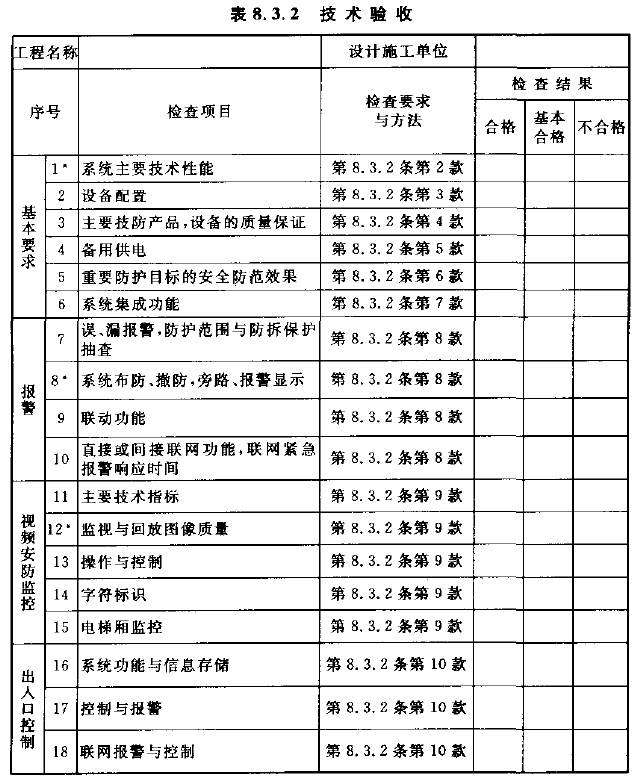 表8.3.2 技术验收
工程名称 设计施工单位
序号 检查项目 检查要求与方法 检查结果
合格 基本合格 不合格
基本要求
1* 系统主要技术性能 第8.3.2条第2款
2 设备配置 第8.3.2条第3款
3 主要技防产品,设备的质量保证 第8.3.2条第4款
4 备用供电 第8.3.2条第5款
5 重要防护目标的安全防范效果 第8.3.2条第6款
6 系统集成功能 第8.3.2条第7款
报警
7 误、漏报警,防护范围与防拆保护
抽查 第8.3.2条第8款
8* 系统布防、撤防,旁路、报警显示 第8.3.2条第8款
9 联动功能 第8.3.2条第8款
10 直接或间接联网功能,联网紧急
报警响应时间 第8.3.2条第8款
视频安防监控
11 主要技术指标 第8.3.2条第9款
12* 监视与回放图像质量 第8.3.2条第9款
13 操作与控制 第8.3.2条第9款
14 字符标识 第8.3.2条第9款
15 电梯厢监控 第8.3.2条第9款
出入口控制
16 系统功能与信息存储 第8.3.2条第10款
17 控制与报警 第8.3.2条第10款
18 联网报警与控制 第8.3.2条第10款